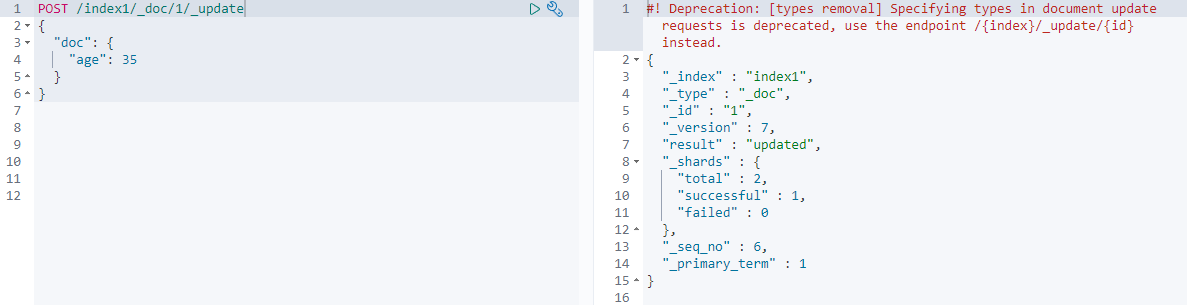 1 POST /index1/_doc/1/_update
2 {
3 "doc": {
4 "age": 35
5 }
6 }
7
8
9
10
11
12
1 #! Deprecation: [types removal] Specifying types in document update
requests is deprecated, use the endpoint /{index}/_update/{id}
instead.
2 {
3 "_index" : "index1",
4 "_type" : "_doc",
5 "_id" : "1",
6 "_version" : 7,
7 "result" : "updated",
8 "_shards" : {
9 "total" : 2,
10 "successful" : 1,
11 "failed" : 0
12 },
13 "_seq_no" : 6,
14 "_primary_term" : 1
15 }
16